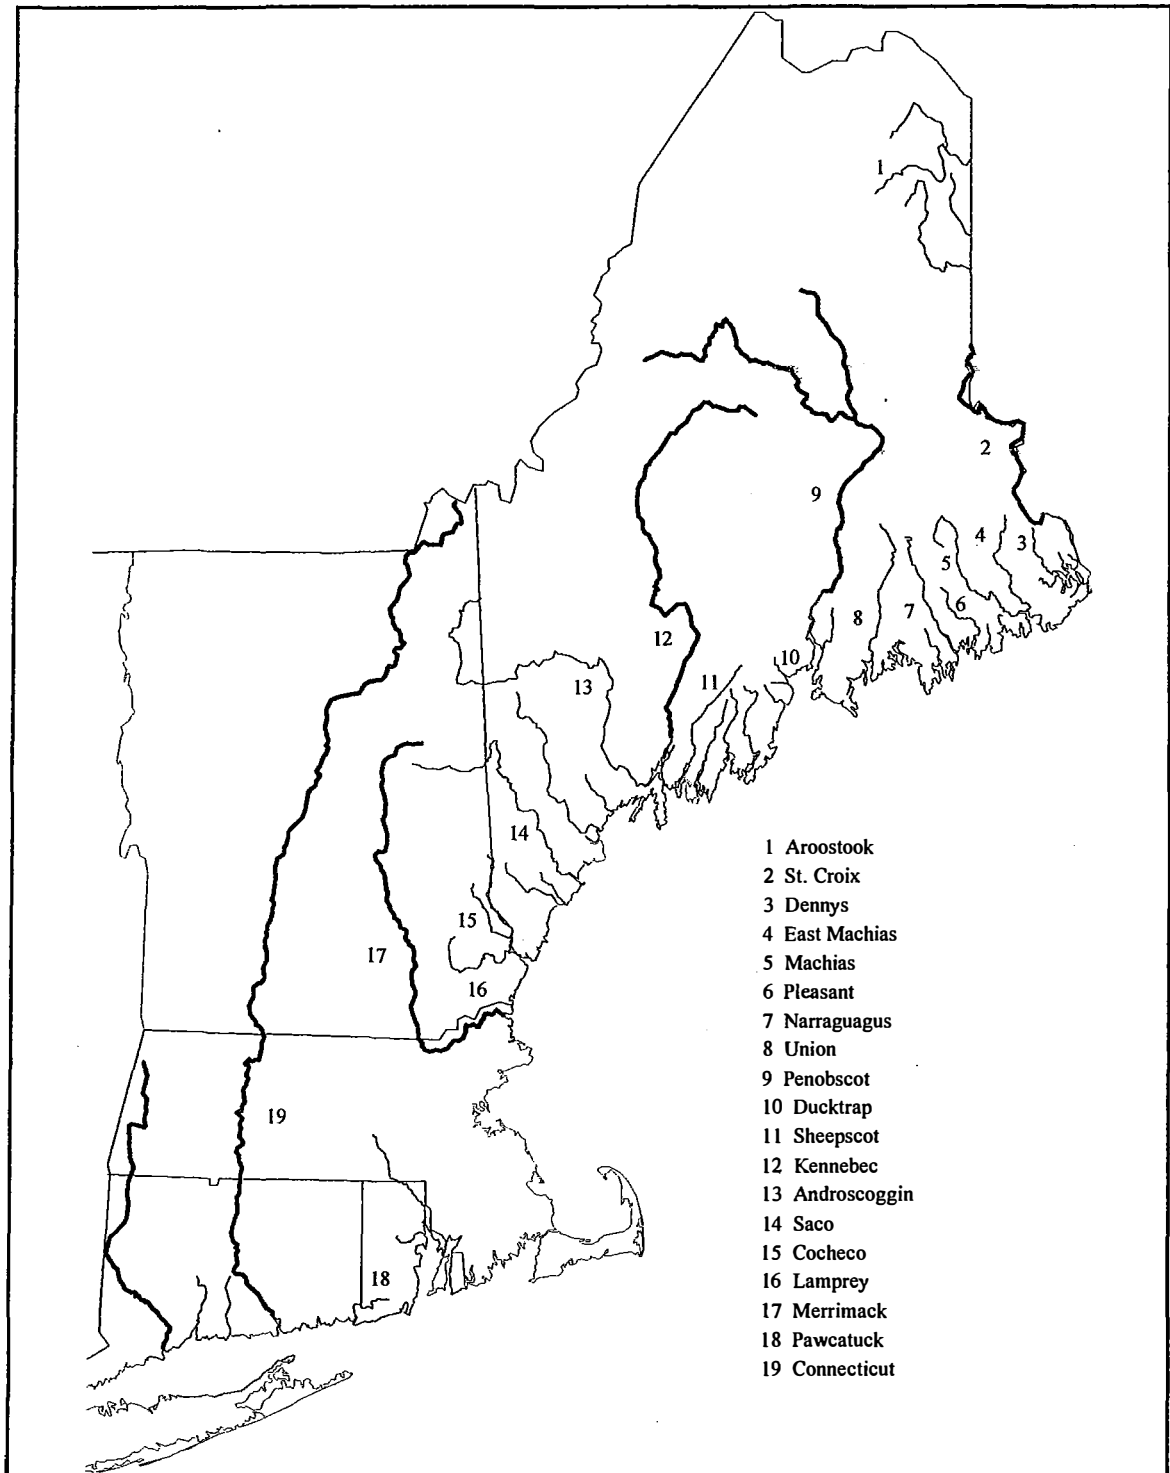 1
2
9
4
3
5
6
8
7
12
10
11
13
14
15
17
16
19
18
1 Aroostook
2 St. Croix
3 Dennys
4 East Machias
5 Machias
6 Pleasant
7 Narraguagus
8 Union
9 Penobscot
10 Ducktrap
11 Sheepscot
12 Kennebec
13 Androscoggin
14 Saco
15 Cocheco
16 Lamprey
17 Merrimack
18 Pawcatuck
19 Connecticut